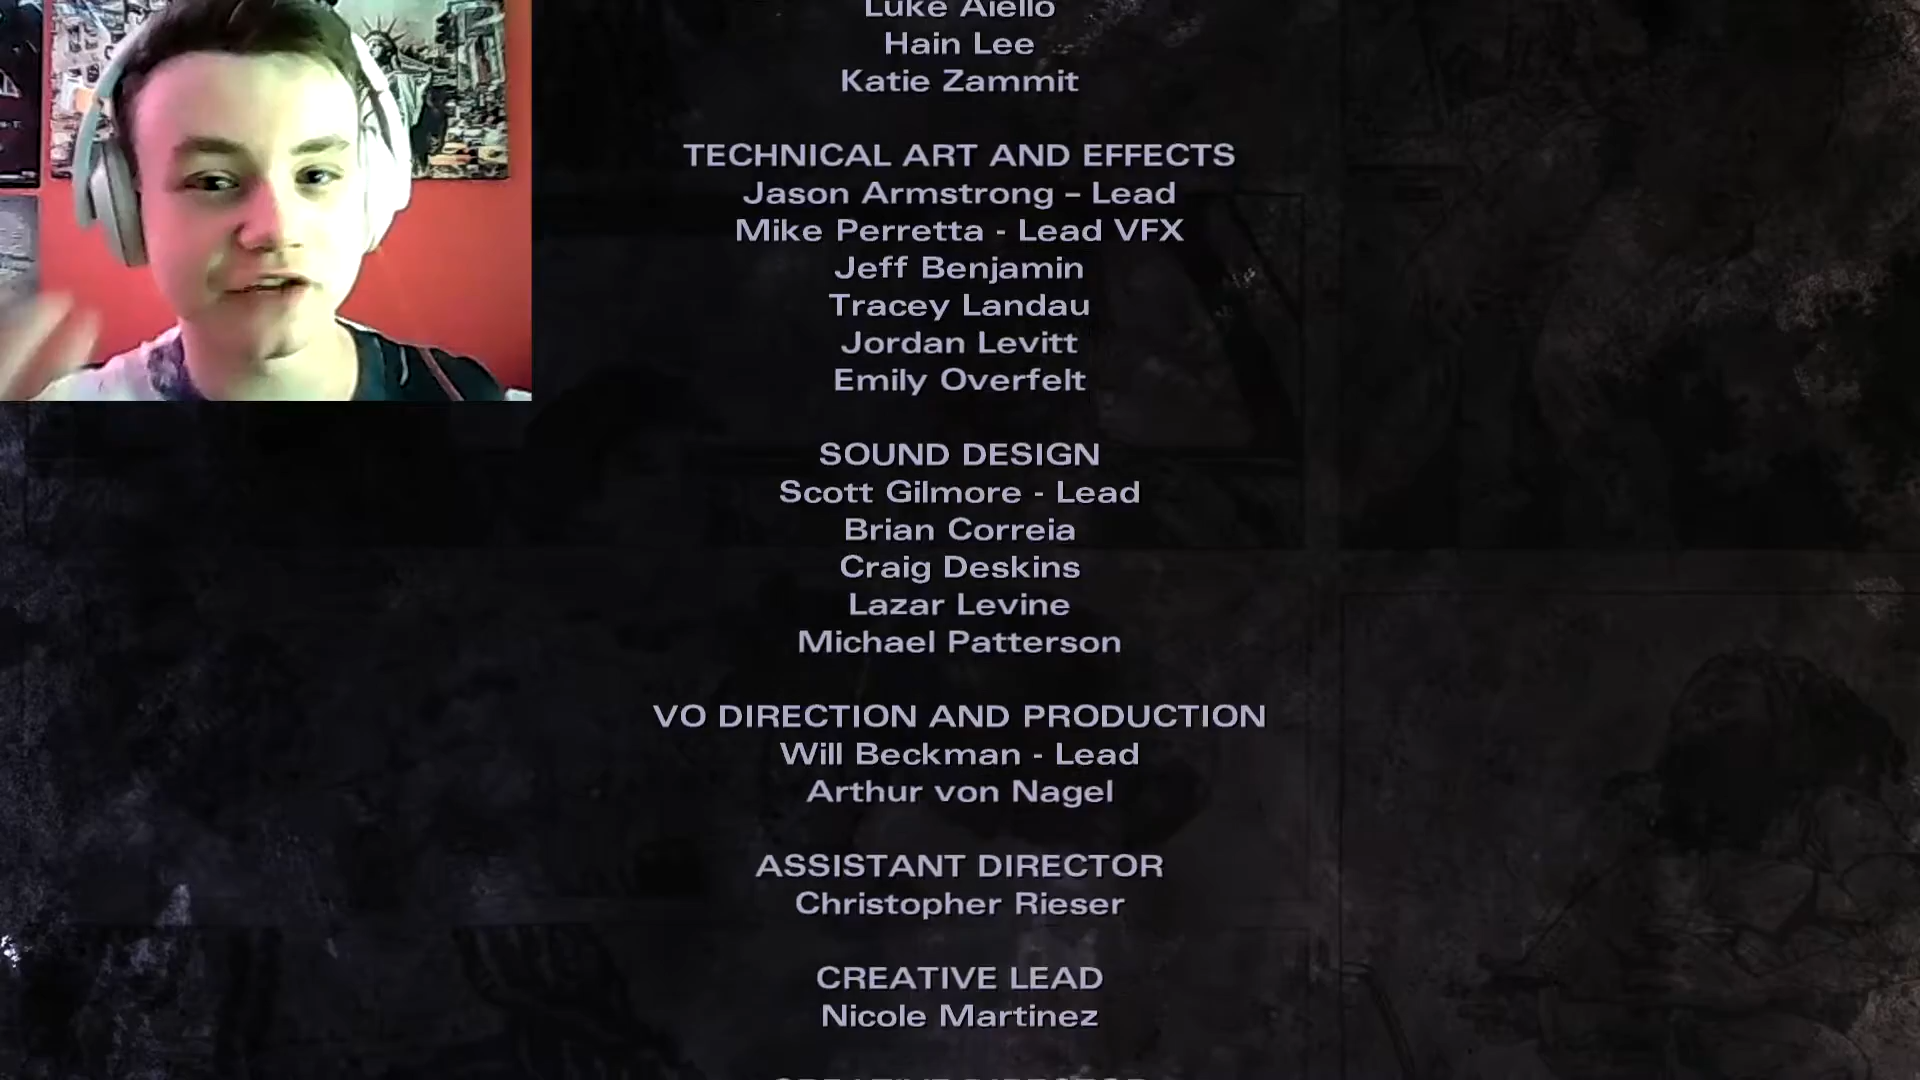 Luke Aiello
Hain Lee
Katie Zammit
TECHNICAL ART AND EFFECTS
Jason Armstrong – Lead
Mike Perretta - Lead VFX
Jeff Benjamin
Tracey Landau
Jordan Levitt
Emily Overfelt
SOUND DESIGN
Scott Gilmore - Lead
Brian Correia
Craig Deskins
Lazar Levine
Michael Patterson
VO DIRECTION AND PRODUCTION
Will Beckman - Lead
Arthur von Nagel
ASSISTANT DIRECTOR
Christopher Rieser
CREATIVE LEAD
Nicole Martinez